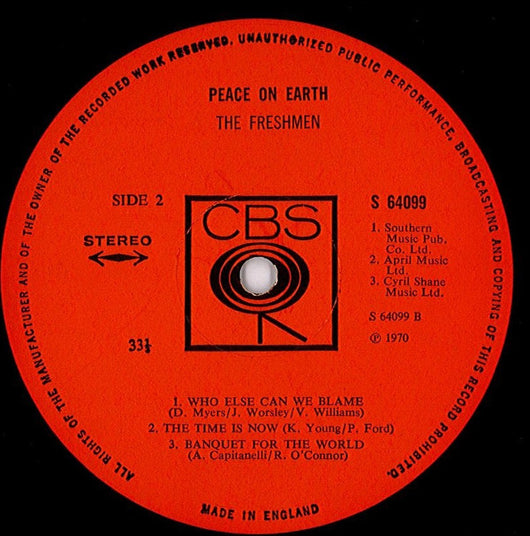 ALL RIGHTS OF THE MANUFACTURER AND OF THE OWNER OF THE RECORDED WORK RESERVED. UNAUTHORIZED PUBLIC PERFORMANCE, BROADCASTING AND COPYING OF THIS RECORD PROHIBITED.
PEACE ON EARTH
THE FRESHMEN
SIDE 2
STEREO
33⅓
CBS
S 64099
1. Southern
Music Pub.
Co. Ltd.
2. April Music
Ltd.
3. Cyril Shane
Music Ltd.
S 64099 B
℗ 1970
1. WHO ELSE CAN WE BLAME
(D. Myers/J. Worsley/V. Williams)
2. THE TIME IS NOW (K. Young/P. Ford)
3. BANQUET FOR THE WORLD
(A. Capitanelli/R. O'Connor)
MADE IN ENGLAND